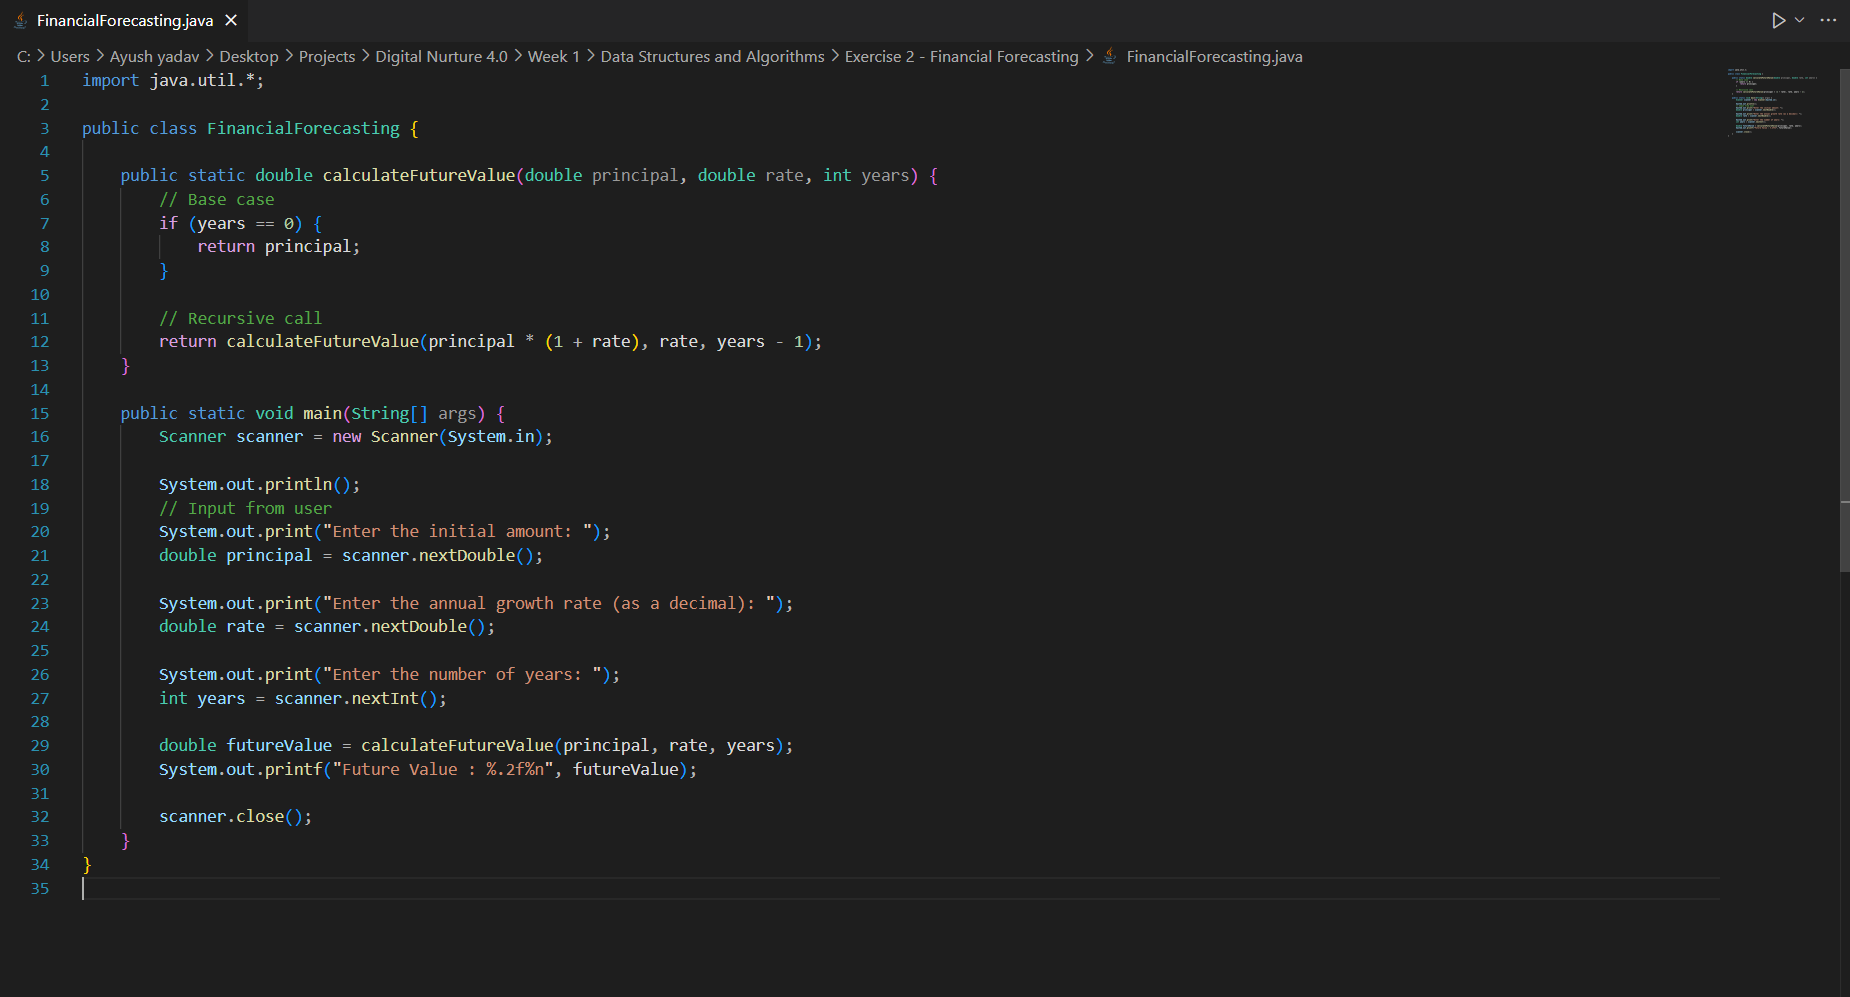 FinancialForecasting.java
C: > Users > Ayush yadav > Desktop > Projects > Digital Nurture 4.0 > Week 1 > Data Structures and Algorithms > Exercise 2 - Financial Forecasting > FinancialForecasting.java
1 import java.util.*;
2
3 public class FinancialForecasting {
4
5     public static double calculateFutureValue(double principal, double rate, int years) {
6         // Base case
7         if (years == 0) {
8             return principal;
9         }
10
11         // Recursive call
12         return calculateFutureValue(principal * (1 + rate), rate, years - 1);
13     }
14
15     public static void main(String[] args) {
16         Scanner scanner = new Scanner(System.in);
17
18         System.out.println();
19         // Input from user
20         System.out.print("Enter the initial amount: ");
21         double principal = scanner.nextDouble();
22
23         System.out.print("Enter the annual growth rate (as a decimal): ");
24         double rate = scanner.nextDouble();
25
26         System.out.print("Enter the number of years: ");
27         int years = scanner.nextInt();
28
29         double futureValue = calculateFutureValue(principal, rate, years);
30         System.out.printf("Future Value : %.2f%n", futureValue);
31
32         scanner.close();
33     }
34 }
35